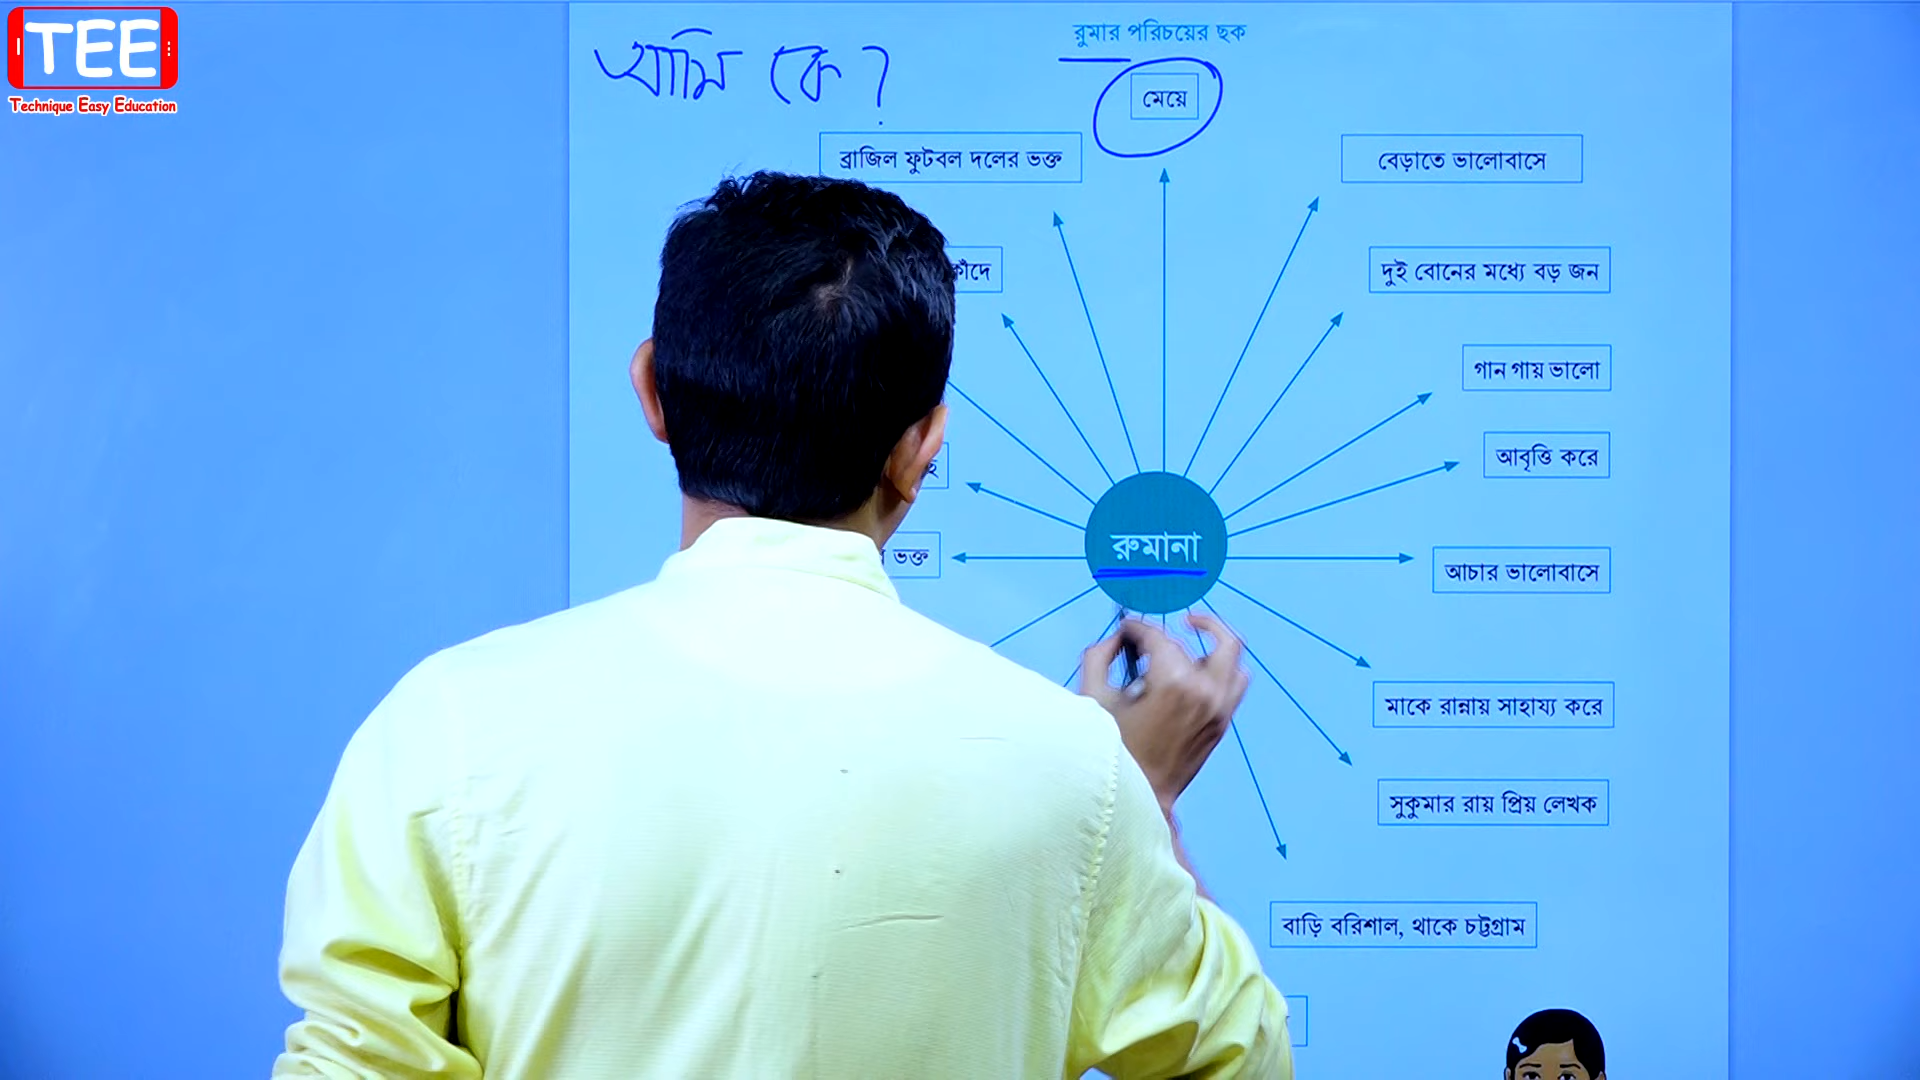 TEE
Technique Easy Education
রুমার পরিচয়ের ছক
আমি কে?
মেয়ে
ব্রাজিল ফুটবল দলের ভক্ত
বেড়াতে ভালোবাসে
কাঁদে
দুই বোনের মধ্যে বড় জন
গান গায় ভালো
আবৃত্তি করে
রুমানা
ভক্ত
আচার ভালোবাসে
মাকে রান্নায় সাহায্য করে
সুকুমার রায় প্রিয় লেখক
বাড়ি বরিশাল, থাকে চট্টগ্রাম